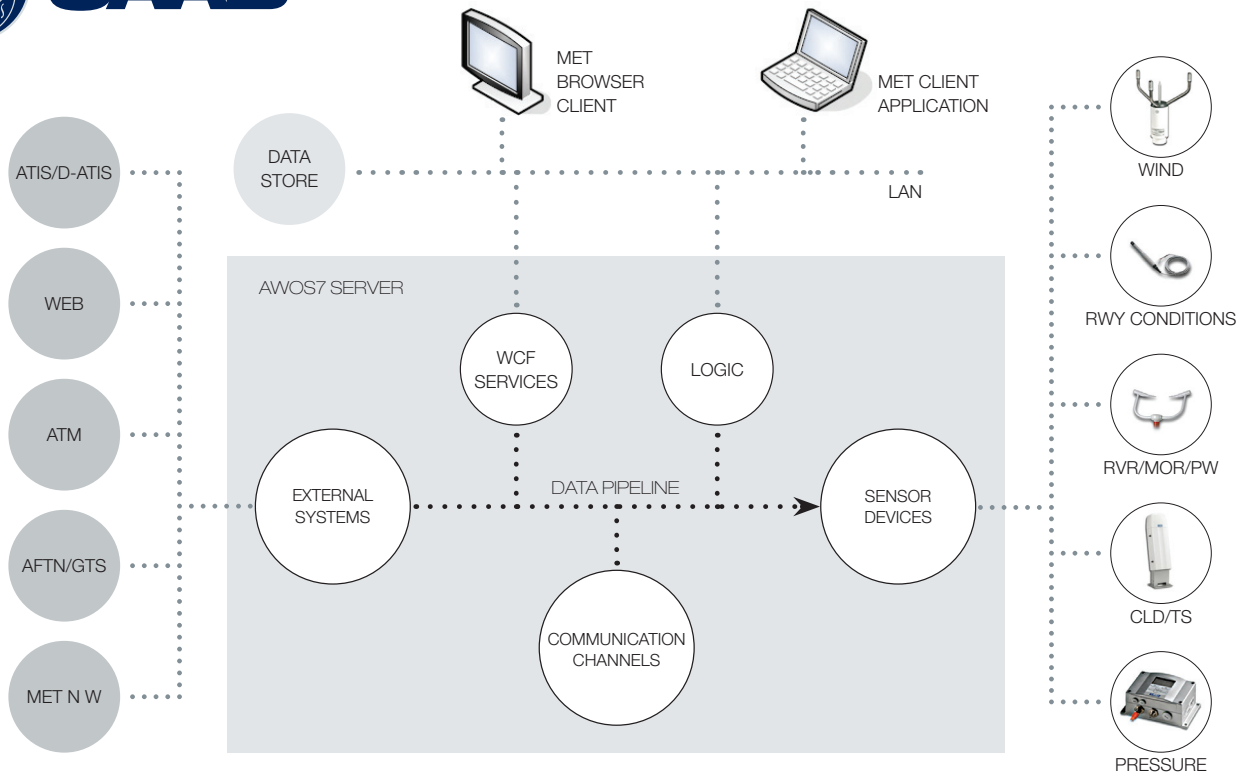 SAAB
MET
BROWSER
CLIENT
MET CLIENT
APPLICATION
ATIS/D-ATIS
DATA
STORE
LAN
WIND
WEB
AWOS7 SERVER
RWY CONDITIONS
WCF
SERVICES
LOGIC
ATM
RVR/MOR/PW
DATA PIPELINE
EXTERNAL
SYSTEMS
SENSOR
DEVICES
AFTN/GTS
CLD/TS
COMMUNICATION
CHANNELS
MET N W
PRESSURE